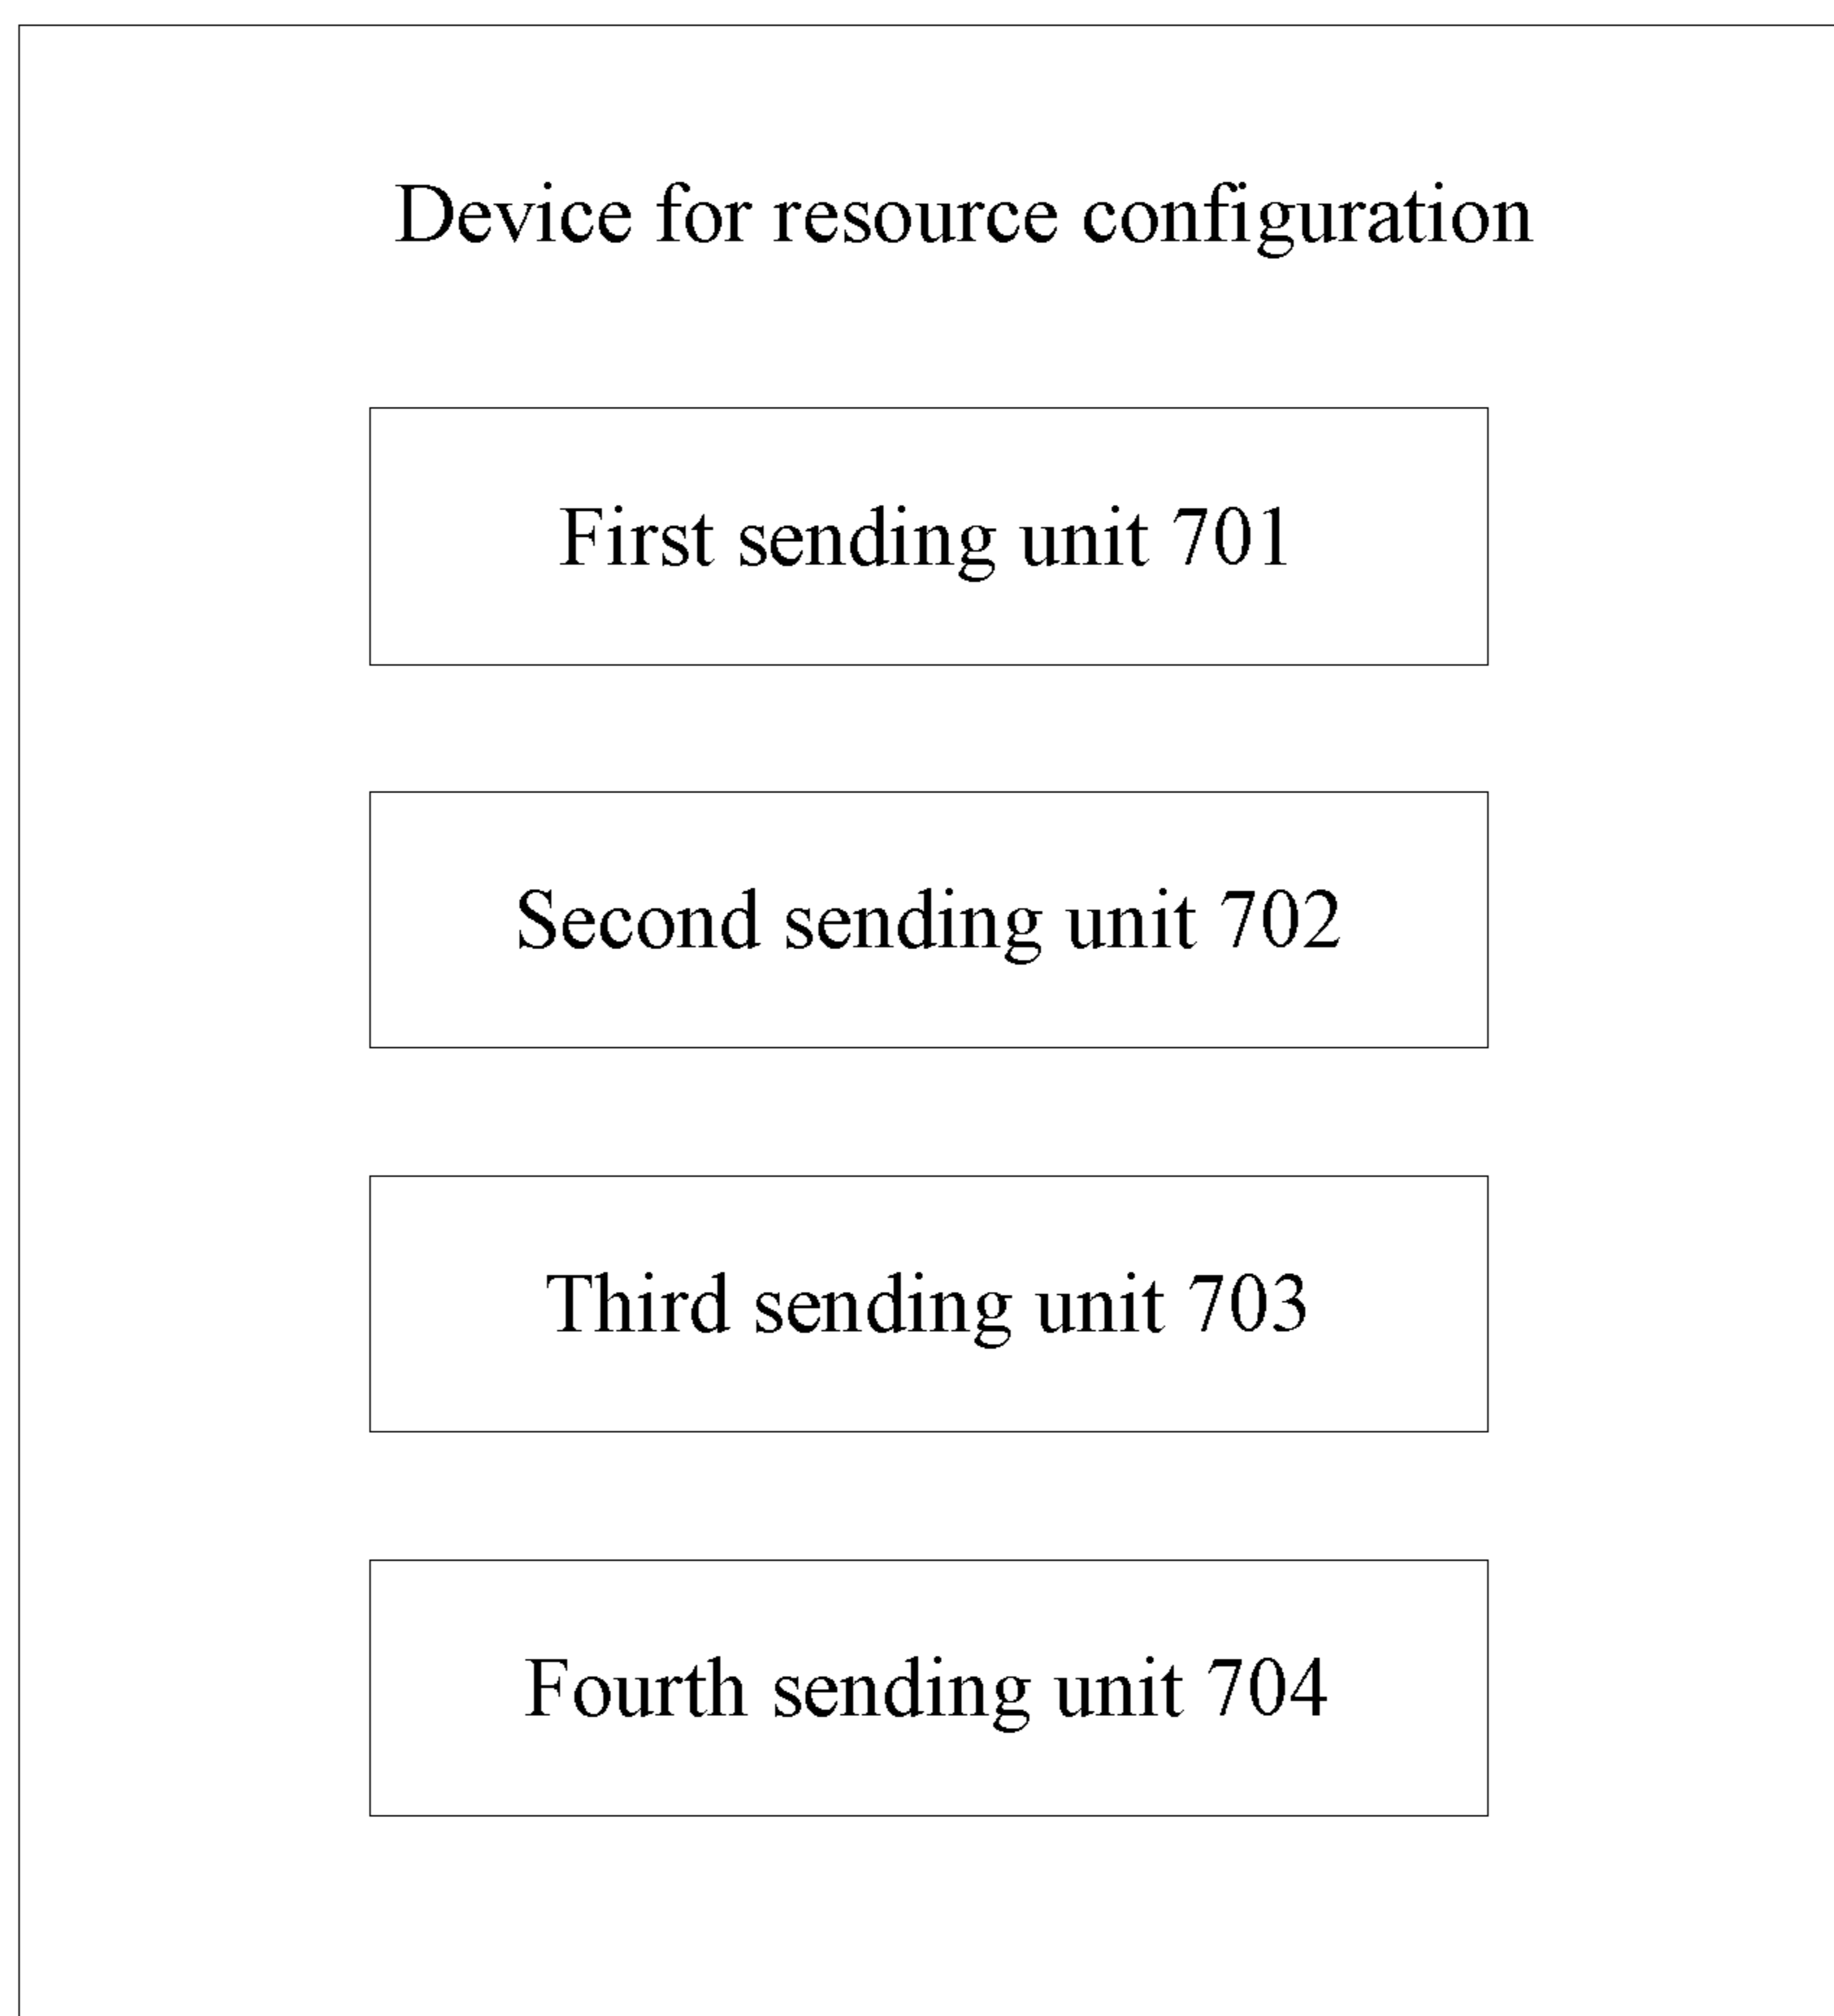 Device for resource configuration
First sending unit 701
Second sending unit 702
Third sending unit 703
Fourth sending unit 704